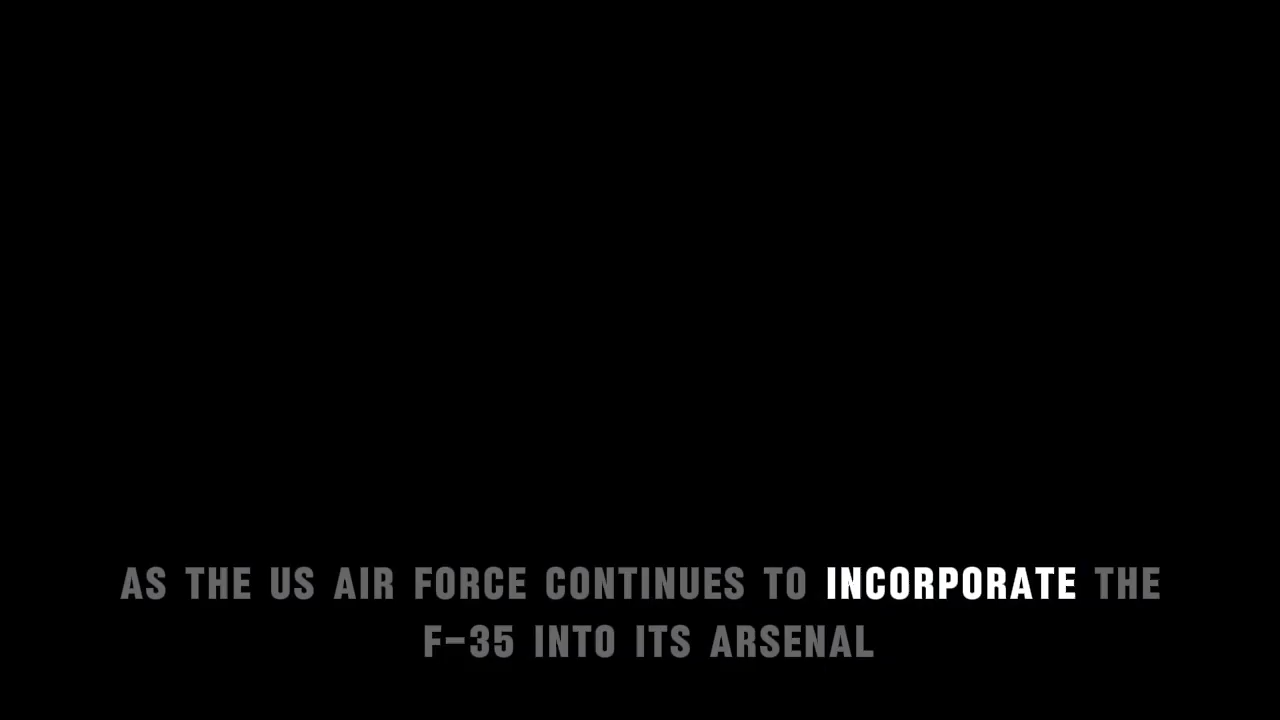 AS THE US AIR FORCE CONTINUES TO INCORPORATE THE
F-35 INTO ITS ARSENAL